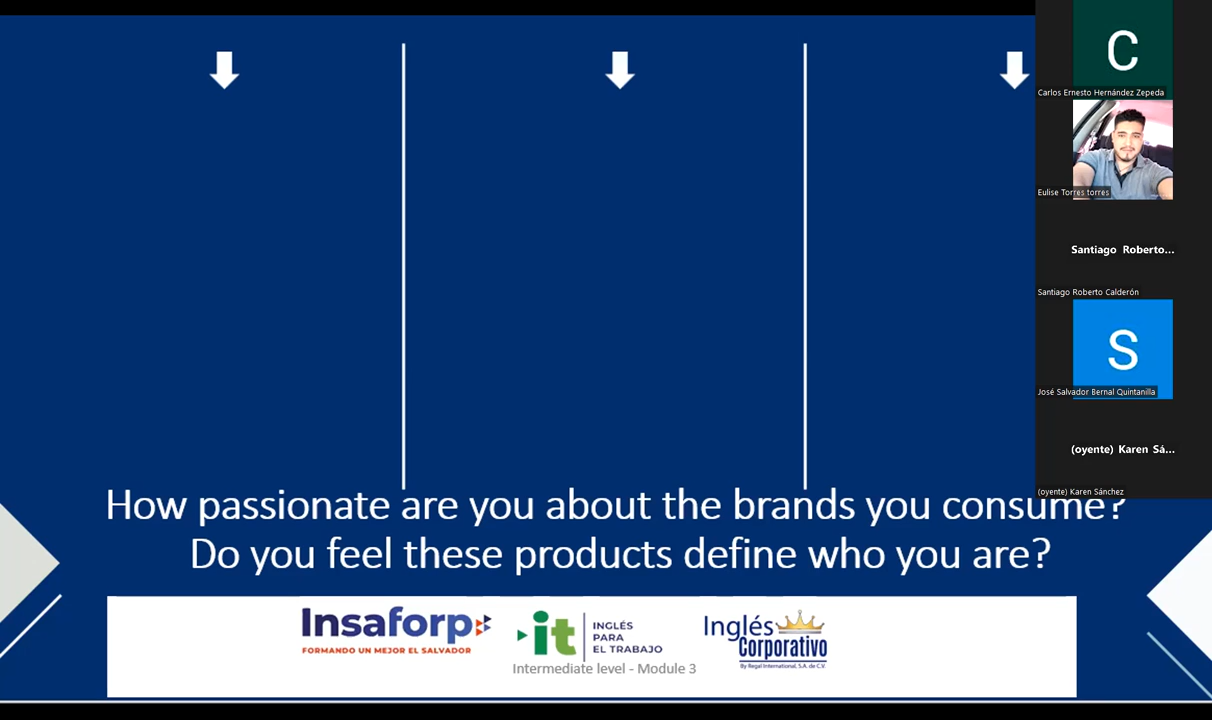 C
Carlos Ernesto Hernández Zepeda
Eulise Torres torres
Santiago Roberto...
Santiago Roberto Calderón
S
José Salvador Bernal Quintanilla
(oyente) Karen Sá...
(oyente) Karen Sánchez
How passionate are you about the brands you consume?
Do you feel these products define who you are?
Insaforp
FORMANDO UN MEJOR EL SALVADOR
it
INGLÉS
PARA
EL TRABAJO
Inglés
Corporativo
By Regal International, S.A. de C.V.
Intermediate level - Module 3